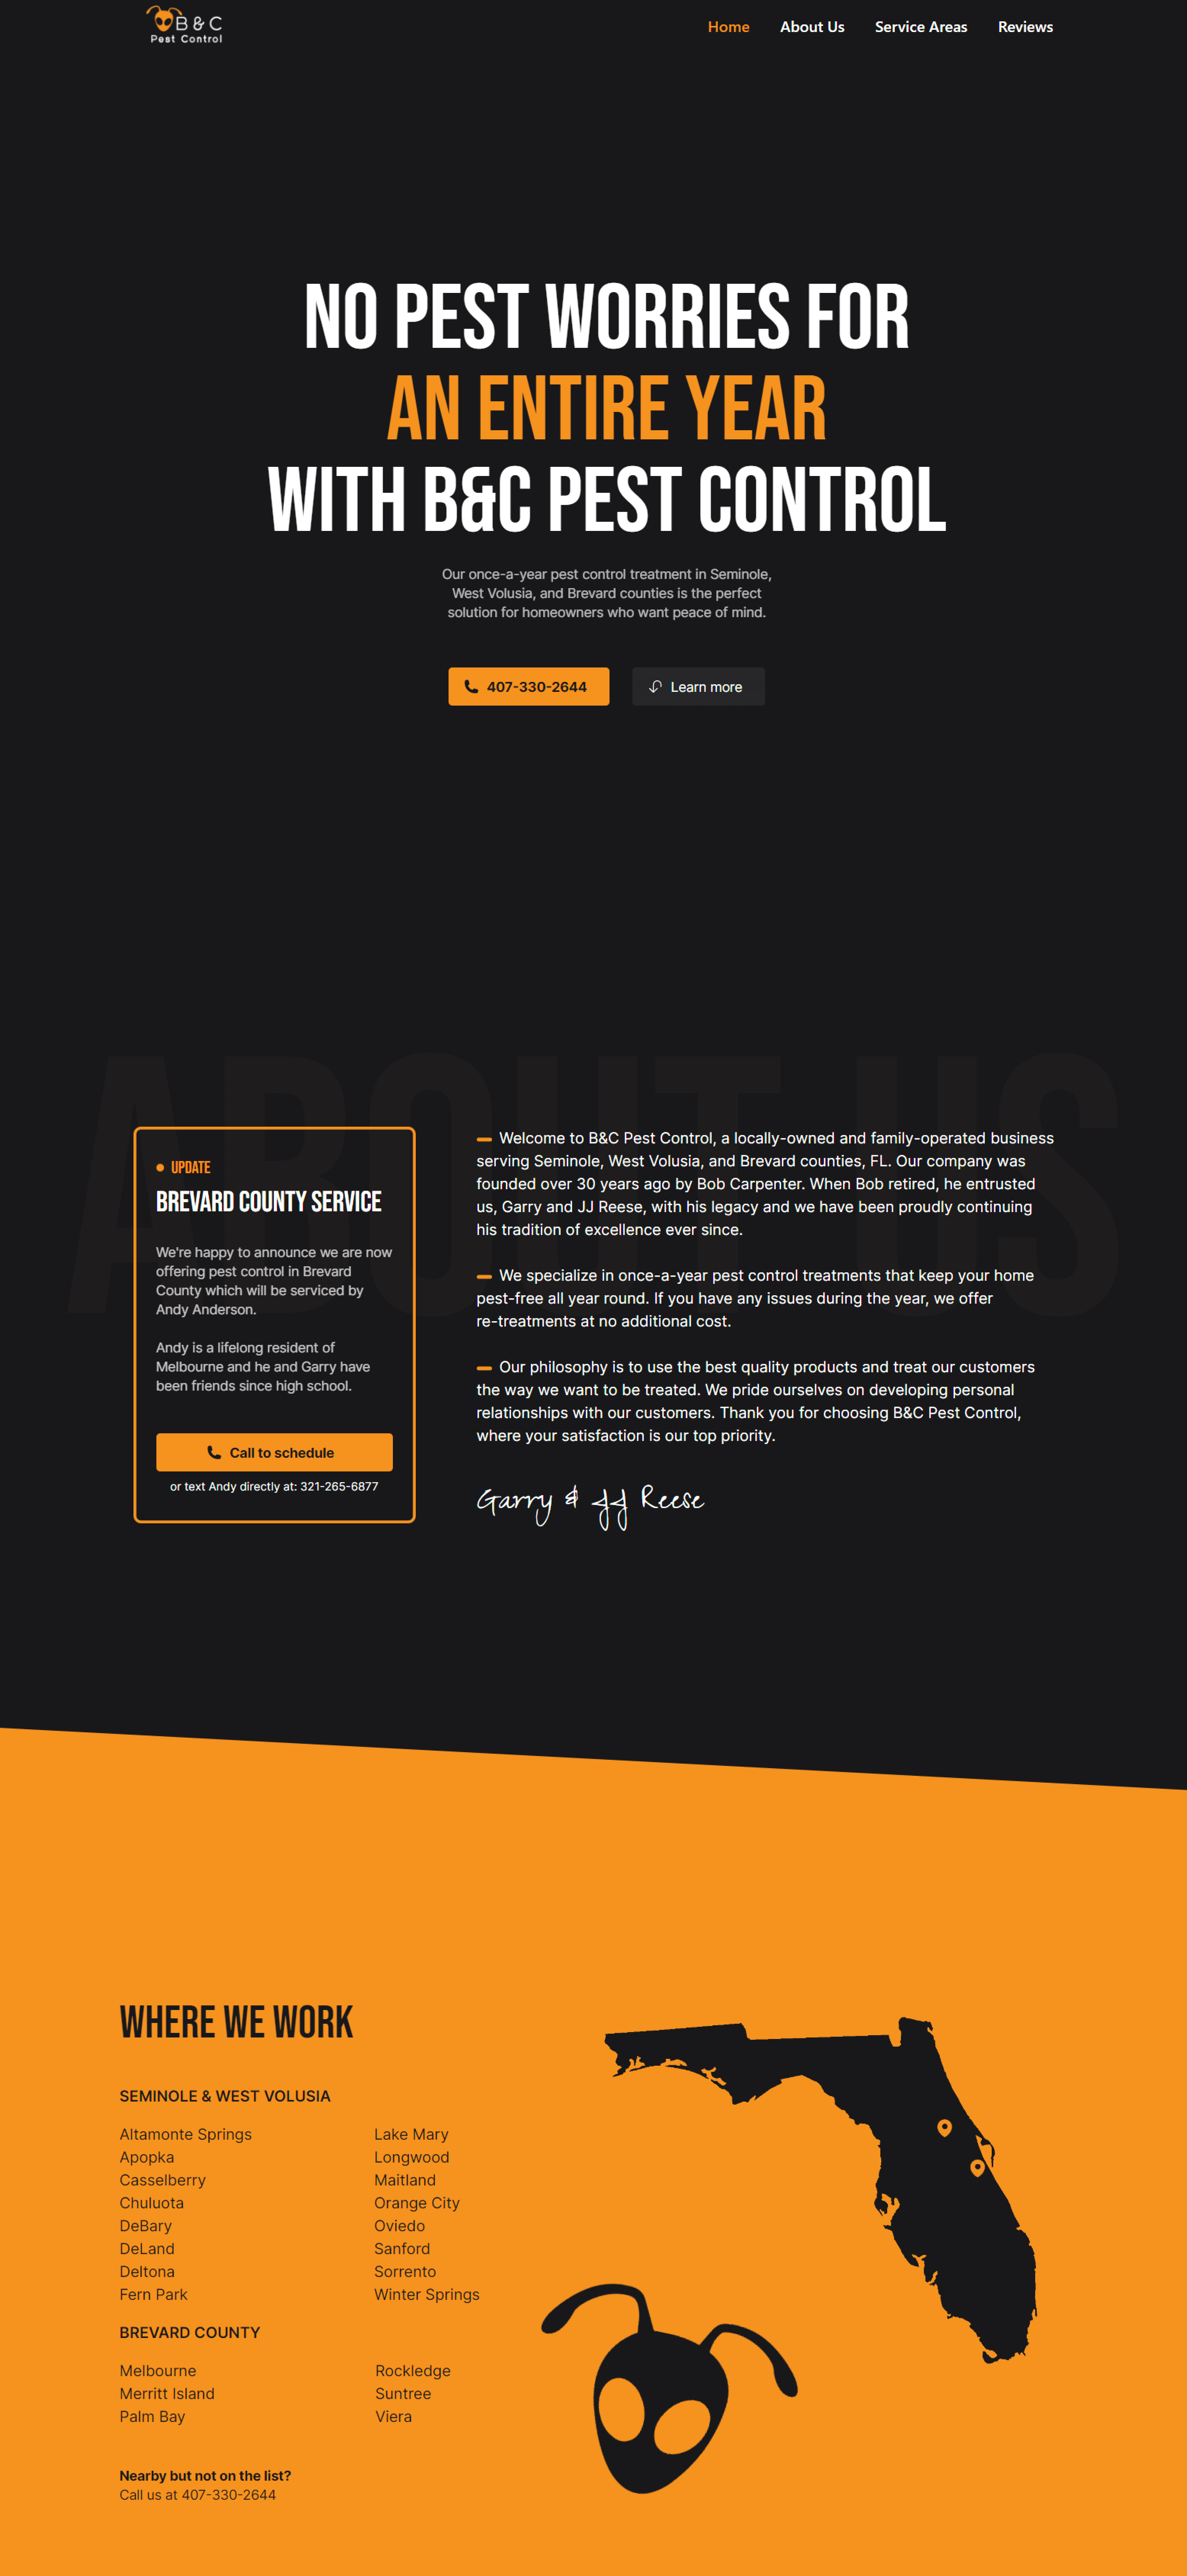 B & C
Pest Control
Home
About Us
Service Areas
Reviews
NO PEST WORRIES FOR
AN ENTIRE YEAR
WITH B&C PEST CONTROL
Our once-a-year pest control treatment in Seminole,
West Volusia, and Brevard counties is the perfect
solution for homeowners who want peace of mind.
407-330-2644
Learn more
ABOUT US
UPDATE
BREVARD COUNTY SERVICE
We're happy to announce we are now
offering pest control in Brevard
County which will be serviced by
Andy Anderson.
Andy is a lifelong resident of
Melbourne and he and Garry have
been friends since high school.
Call to schedule
or text Andy directly at: 321-265-6877
Welcome to B&C Pest Control, a locally-owned and family-operated business
serving Seminole, West Volusia, and Brevard counties, FL. Our company was
founded over 30 years ago by Bob Carpenter. When Bob retired, he entrusted
us, Garry and JJ Reese, with his legacy and we have been proudly continuing
his tradition of excellence ever since.
We specialize in once-a-year pest control treatments that keep your home
pest-free all year round. If you have any issues during the year, we offer
re-treatments at no additional cost.
Our philosophy is to use the best quality products and treat our customers
the way we want to be treated. We pride ourselves on developing personal
relationships with our customers. Thank you for choosing B&C Pest Control,
where your satisfaction is our top priority.
Garry & JJ Reese
WHERE WE WORK
SEMINOLE & WEST VOLUSIA
Altamonte Springs
Apopka
Casselberry
Chuluota
DeBary
DeLand
Deltona
Fern Park
Lake Mary
Longwood
Maitland
Orange City
Oviedo
Sanford
Sorrento
Winter Springs
BREVARD COUNTY
Melbourne
Merritt Island
Palm Bay
Rockledge
Suntree
Viera
Nearby but not on the list?
Call us at 407-330-2644